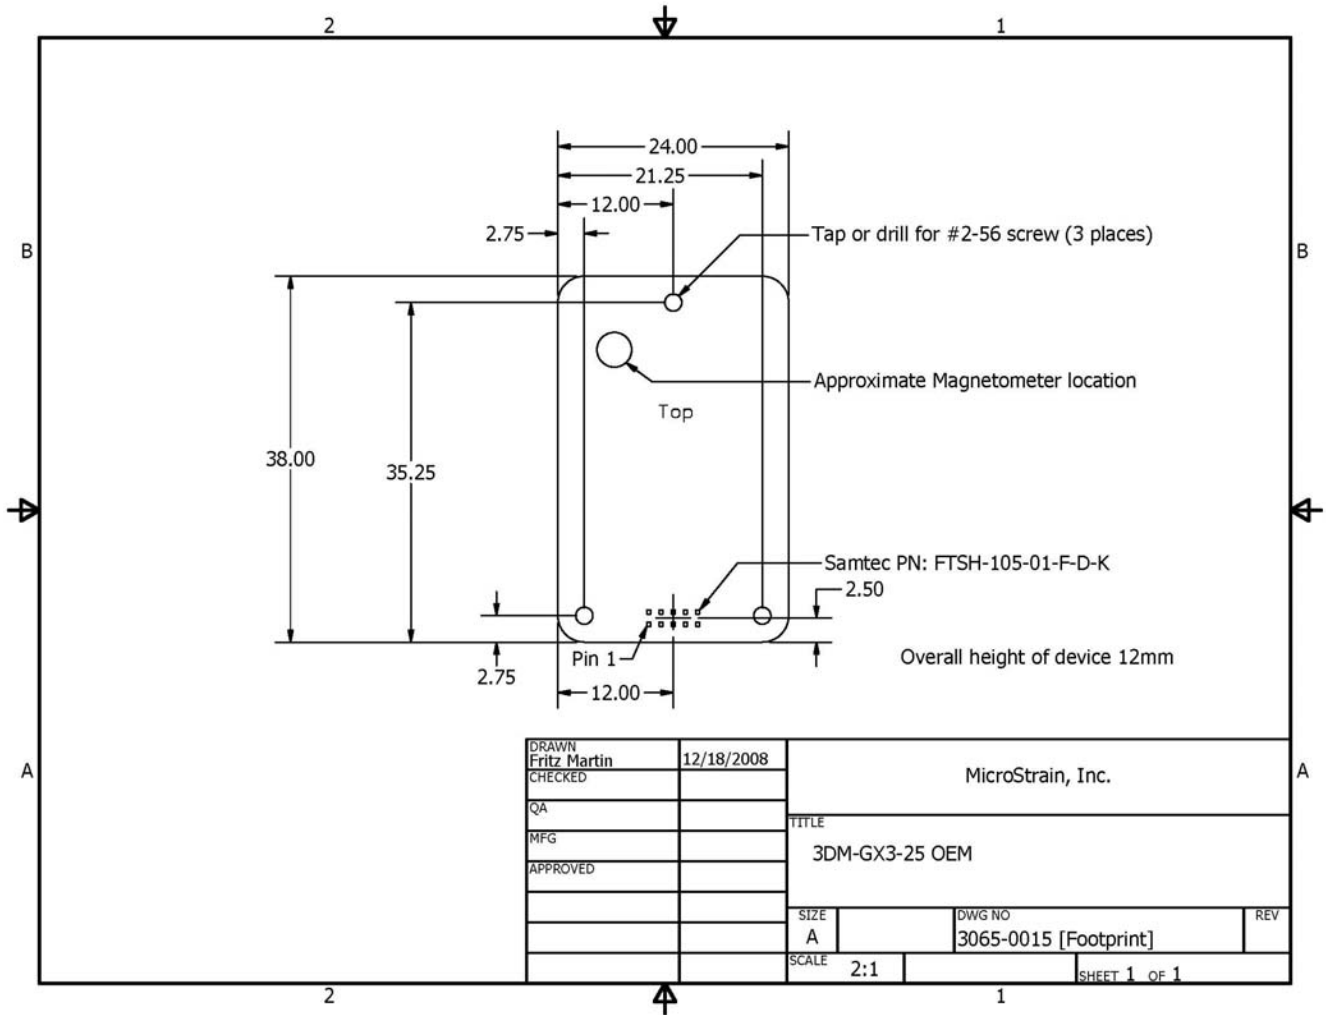 2
1
24.00
21.25
12.00
2.75
Tap or drill for #2-56 screw (3 places)
B
B
Approximate Magnetometer location
Top
38.00
35.25
Samtec PN: FTSH-105-01-F-D-K
2.50
Pin 1
Overall height of device 12mm
2.75
12.00
A
A
DRAWN
Fritz Martin
12/18/2008
CHECKED
QA
MFG
APPROVED
MicroStrain, Inc.
TITLE
3DM-GX3-25 OEM
SIZE
A
DWG NO
3065-0015 [Footprint]
REV
SCALE
2:1
SHEET 1 OF 1
2
1